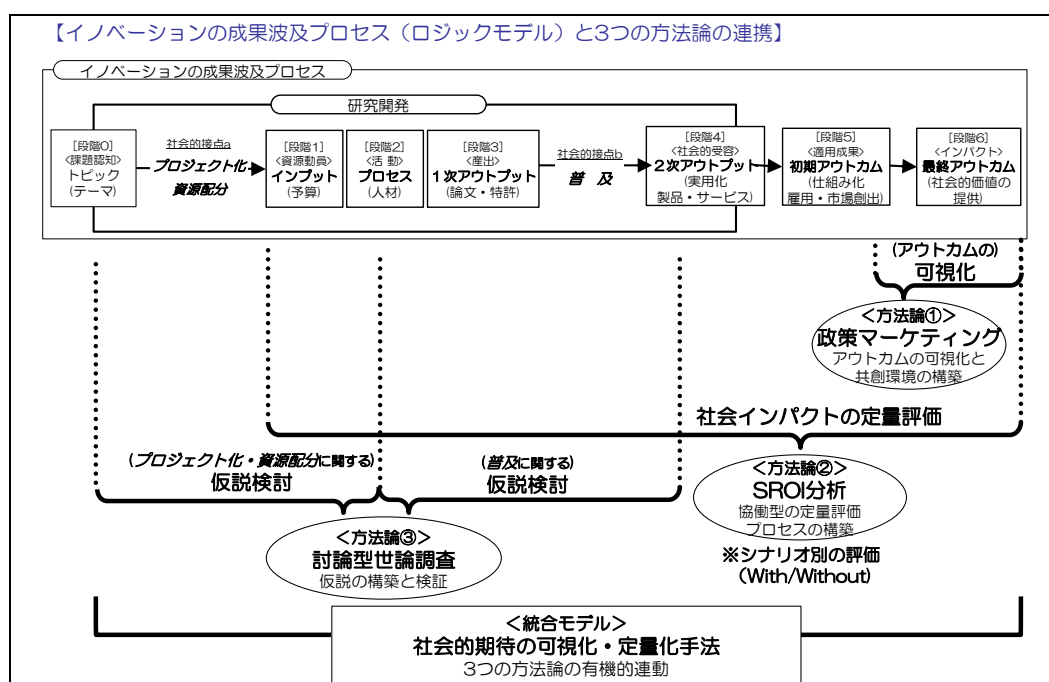 【イノベーションの成果波及プロセス（ロジックモデル）と3つの方法論の連携】
イノベーションの成果波及プロセス
研究開発
[段階0]
<課題認知>
トピック
(テーマ)
社会的接点a
プロジェクト化
資源配分
[段階1]
<資源動員>
インプット
(予算)
[段階2]
<活 動>
プロセス
(人材)
[段階3]
<産出>
1次アウトプット
(論文・特許)
社会的接点b
普 及
[段階4]
<社会的受容>
2次アウトプット
(実用化
製品・サービス)
[段階5]
<適用成果>
初期アウトカム
(仕組み化
雇用・市場創出)
[段階6]
<インパクト>
最終アウトカム
(社会的価値の
提供)
(アウトカムの)
可視化
<方法論①>
政策マーケティング
アウトカムの可視化と
共創環境の構築
社会インパクトの定量評価
(プロジェクト化・資源配分に関する)
仮説検討
(普及に関する)
仮説検討
<方法論②>
SROI分析
協働型の定量評価
プロセスの構築
※シナリオ別の評価
(With/Without)
<方法論③>
討論型世論調査
仮説の構築と検証
<統合モデル>
社会的期待の可視化・定量化手法
3つの方法論の有機的連動